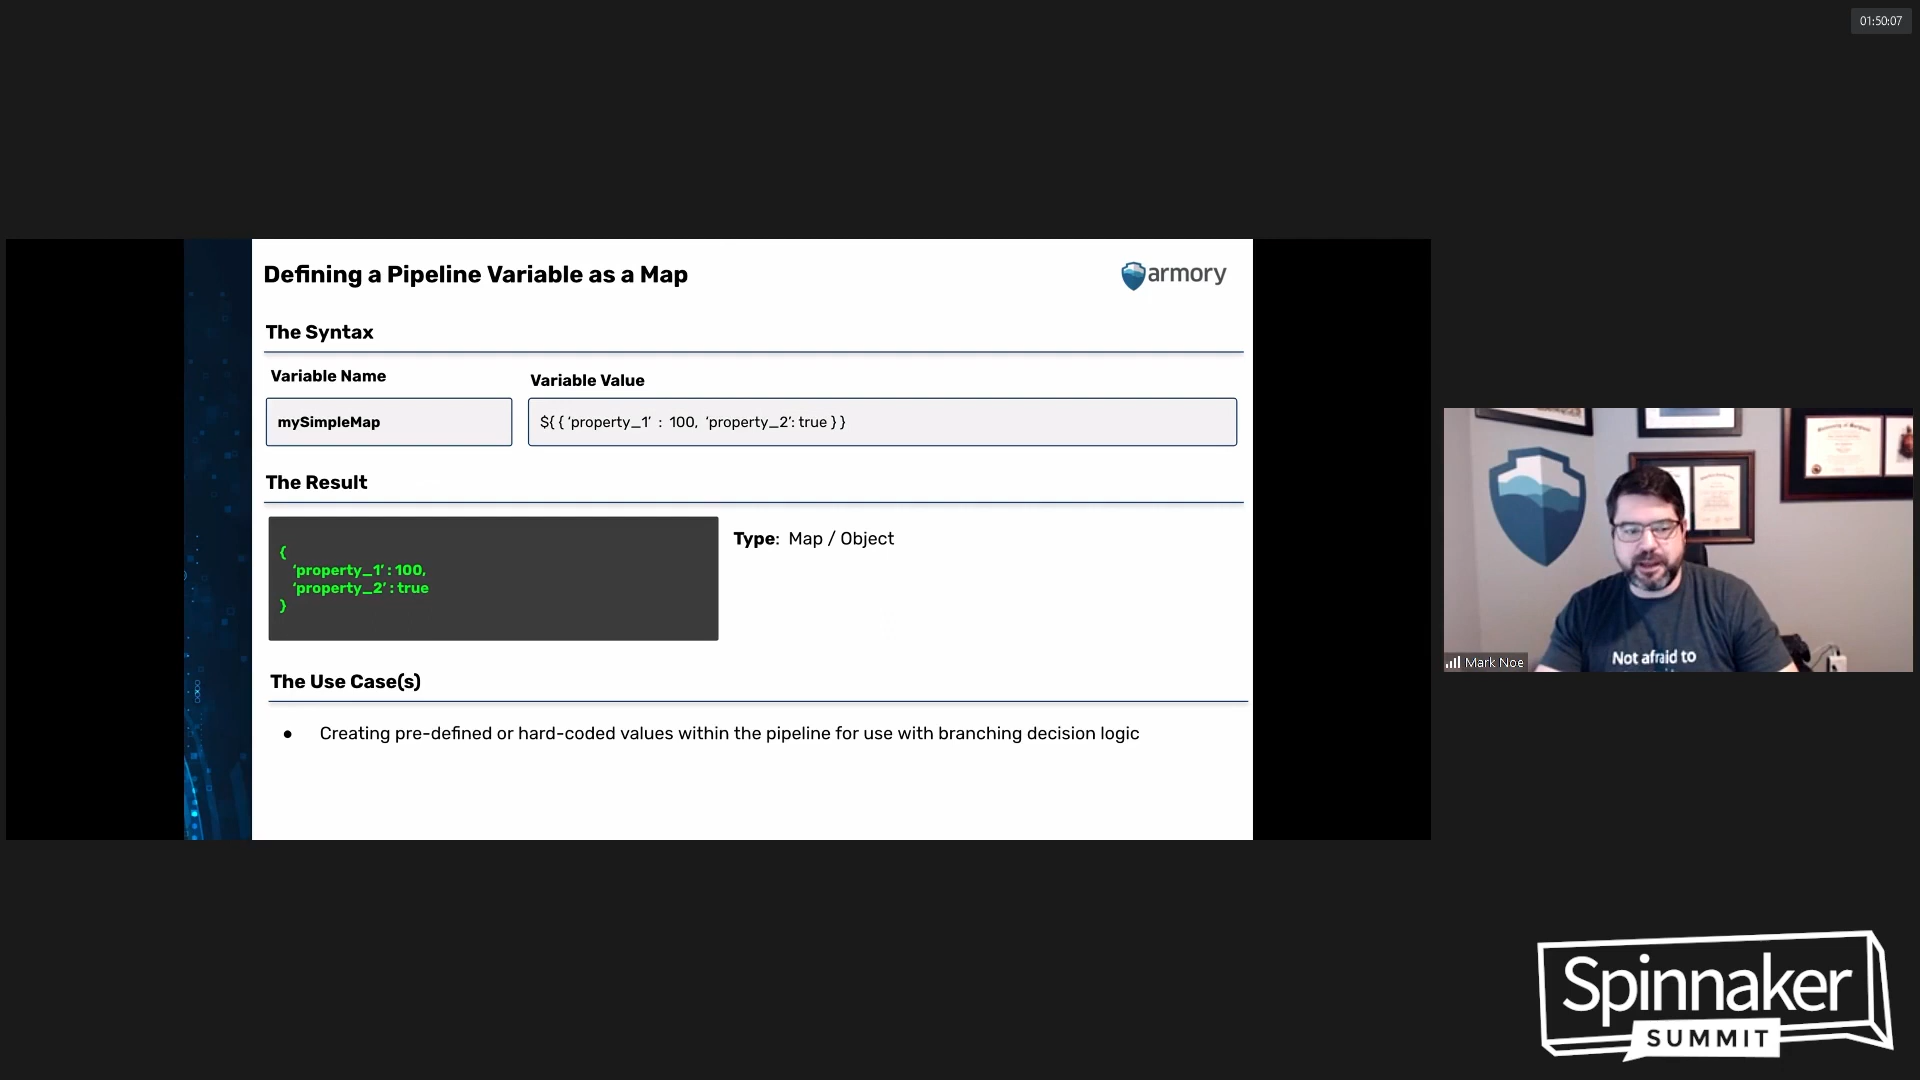 01:50:07
Defining a Pipeline Variable as a Map
armory
The Syntax
Variable Name
Variable Value
mySimpleMap
${ { ‘property_1’ : 100, ‘property_2’: true } }
The Result
{
‘property_1’ : 100,
‘property_2’ : true
}
Type: Map / Object
The Use Case(s)
● Creating pre-defined or hard-coded values within the pipeline for use with branching decision logic
Not afraid to
Mark Noe
Spinnaker
SUMMIT